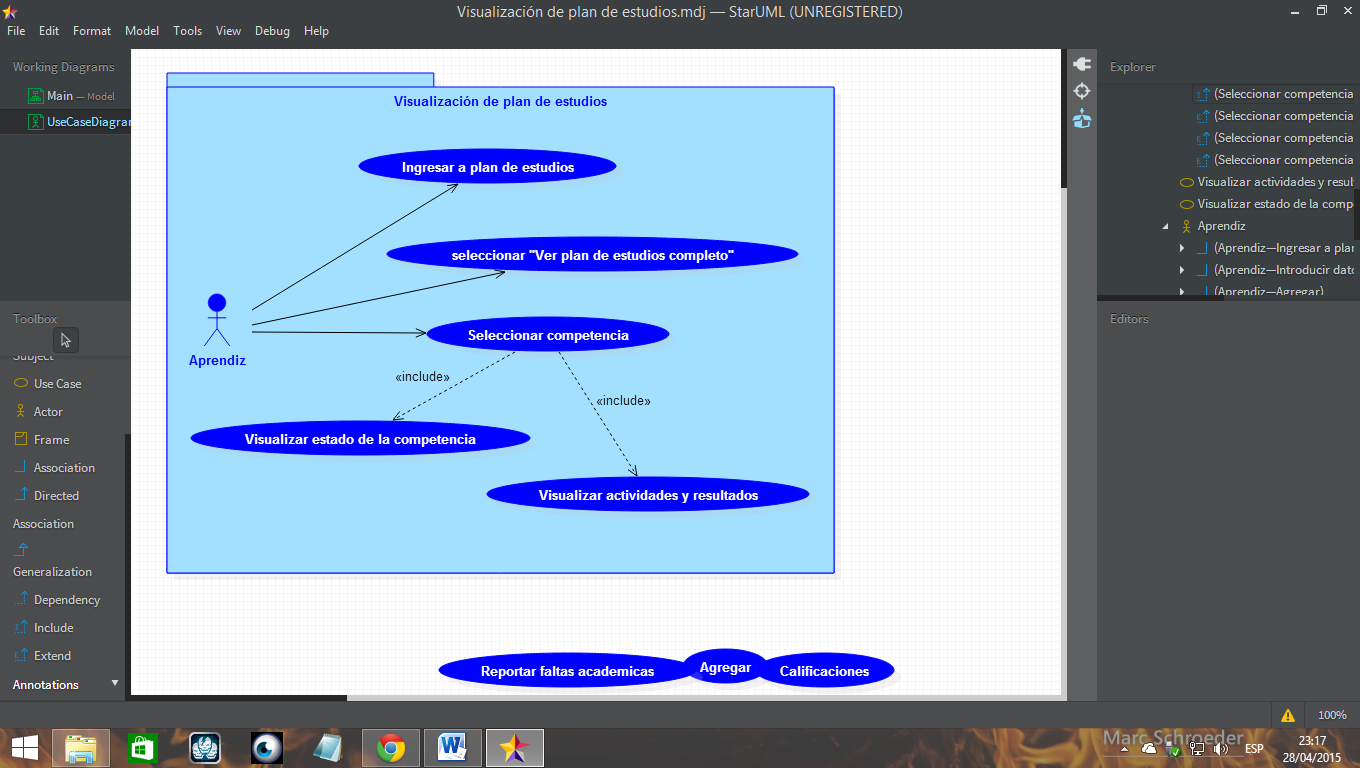 Visualización de plan de estudios.mdj — StarUML (UNREGISTERED)
File Edit Format Model Tools View Debug Help
Working Diagrams
Main — Model
UseCaseDiagra
Toolbox
Subject
Use Case
Actor
Frame
Association
Directed
Association
Generalization
Dependency
Include
Extend
Annotations
Visualización de plan de estudios
Ingresar a plan de estudios
seleccionar "Ver plan de estudios completo"
Seleccionar competencia
Aprendiz
«include»
«include»
Visualizar estado de la competencia
Visualizar actividades y resultados
Reportar faltas academicas
Agregar
Calificaciones
Explorer
(Seleccionar competencia
(Seleccionar competencia
(Seleccionar competencia
(Seleccionar competencia
Visualizar actividades y resul
Visualizar estado de la comp
Aprendiz
(Aprendiz—Ingresar a plan
(Aprendiz—Introducir dato
(Aprendiz—Agregar)
Editors
100%
Marc Schroeder
ESP
23:17
28/04/2015